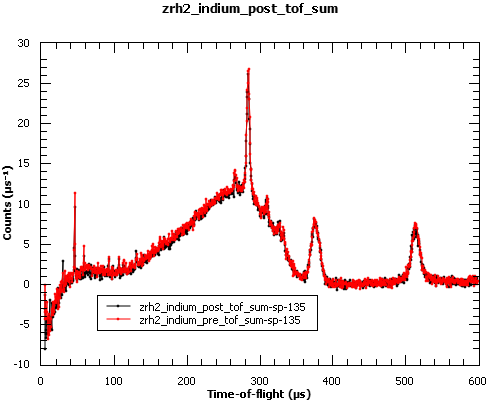 zrh2_indium_post_tof_sum
30
25
20
15
10
5
0
-5
-10
Counts (µs⁻¹)
zrh2_indium_post_tof_sum-sp-135
zrh2_indium_pre_tof_sum-sp-135
0 100 200 300 400 500 600
Time-of-flight (µs)